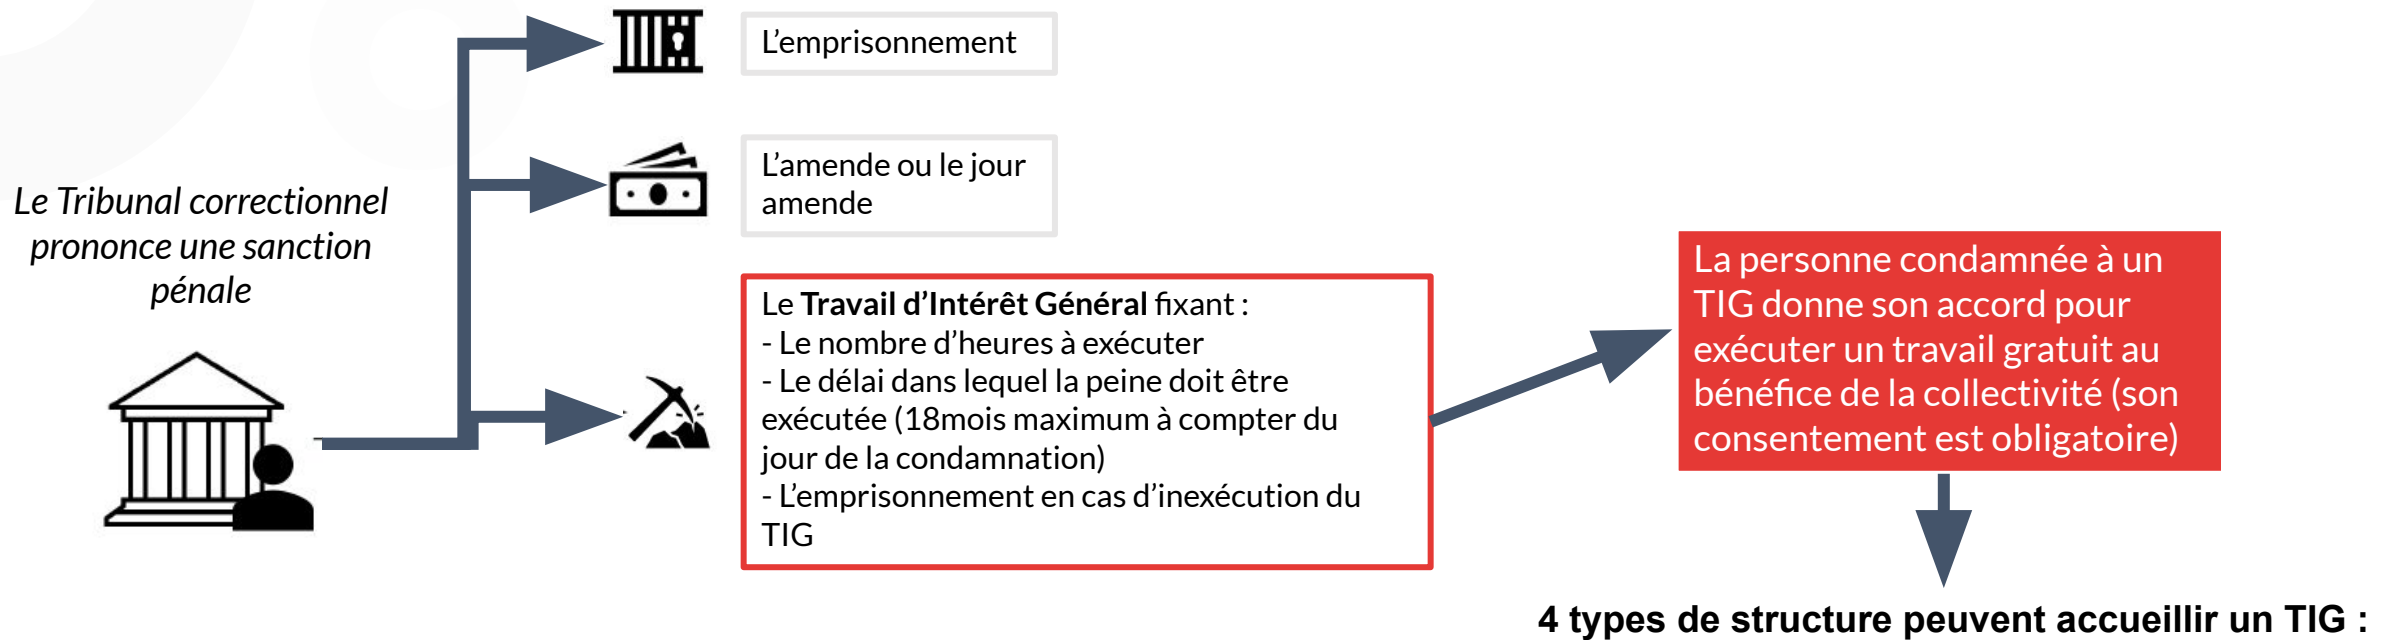 L’emprisonnement
L’amende ou le jour
amende
Le Tribunal correctionnel
prononce une sanction
pénale
Le Travail d’Intérêt Général fixant :
- Le nombre d’heures à exécuter
- Le délai dans lequel la peine doit être
exécutée (18mois maximum à compter du
jour de la condamnation)
- L’emprisonnement en cas d’inexécution du
TIG
La personne condamnée à un
TIG donne son accord pour
exécuter un travail gratuit au
bénéfice de la collectivité (son
consentement est obligatoire)
4 types de structure peuvent accueillir un TIG :